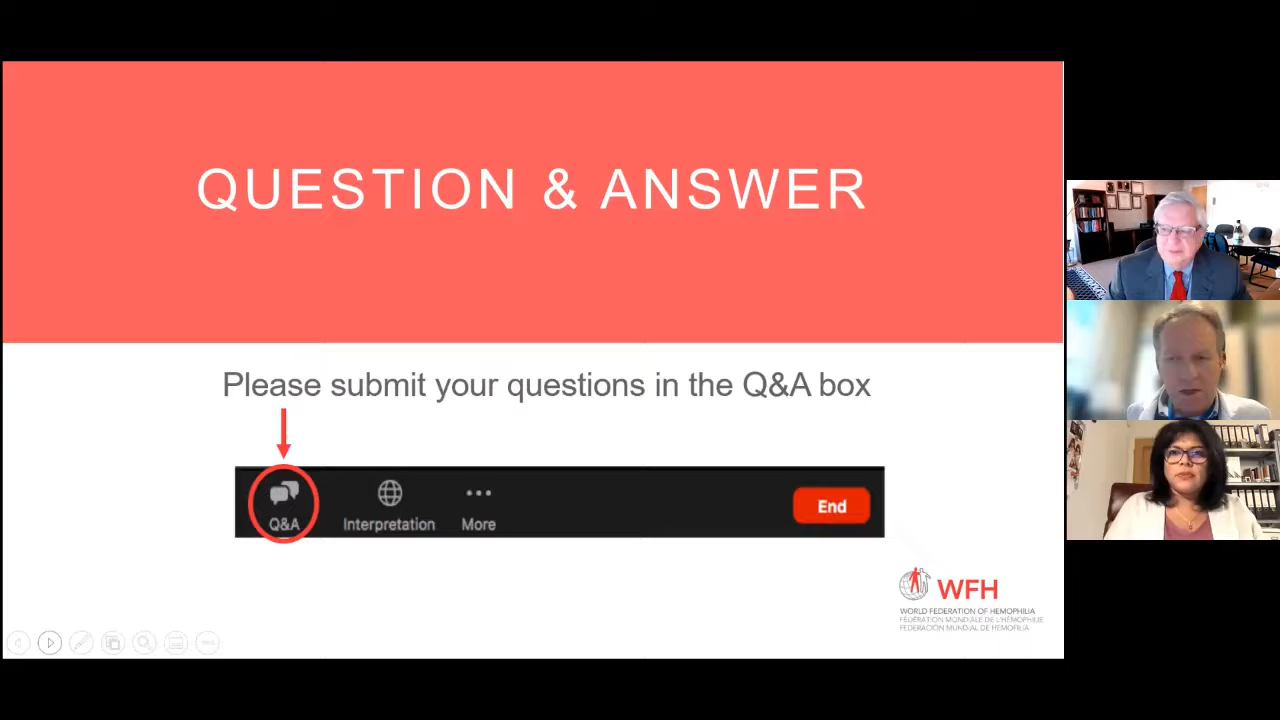 QUESTION & ANSWER
Please submit your questions in the Q&A box
Q&A
Interpretation
More
End
WFH
WORLD FEDERATION OF HEMOPHILIA
FÉDÉRATION MONDIALE DE L'HÉMOPHILIE
FEDERACIÓN MUNDIAL DE HEMOFILIA